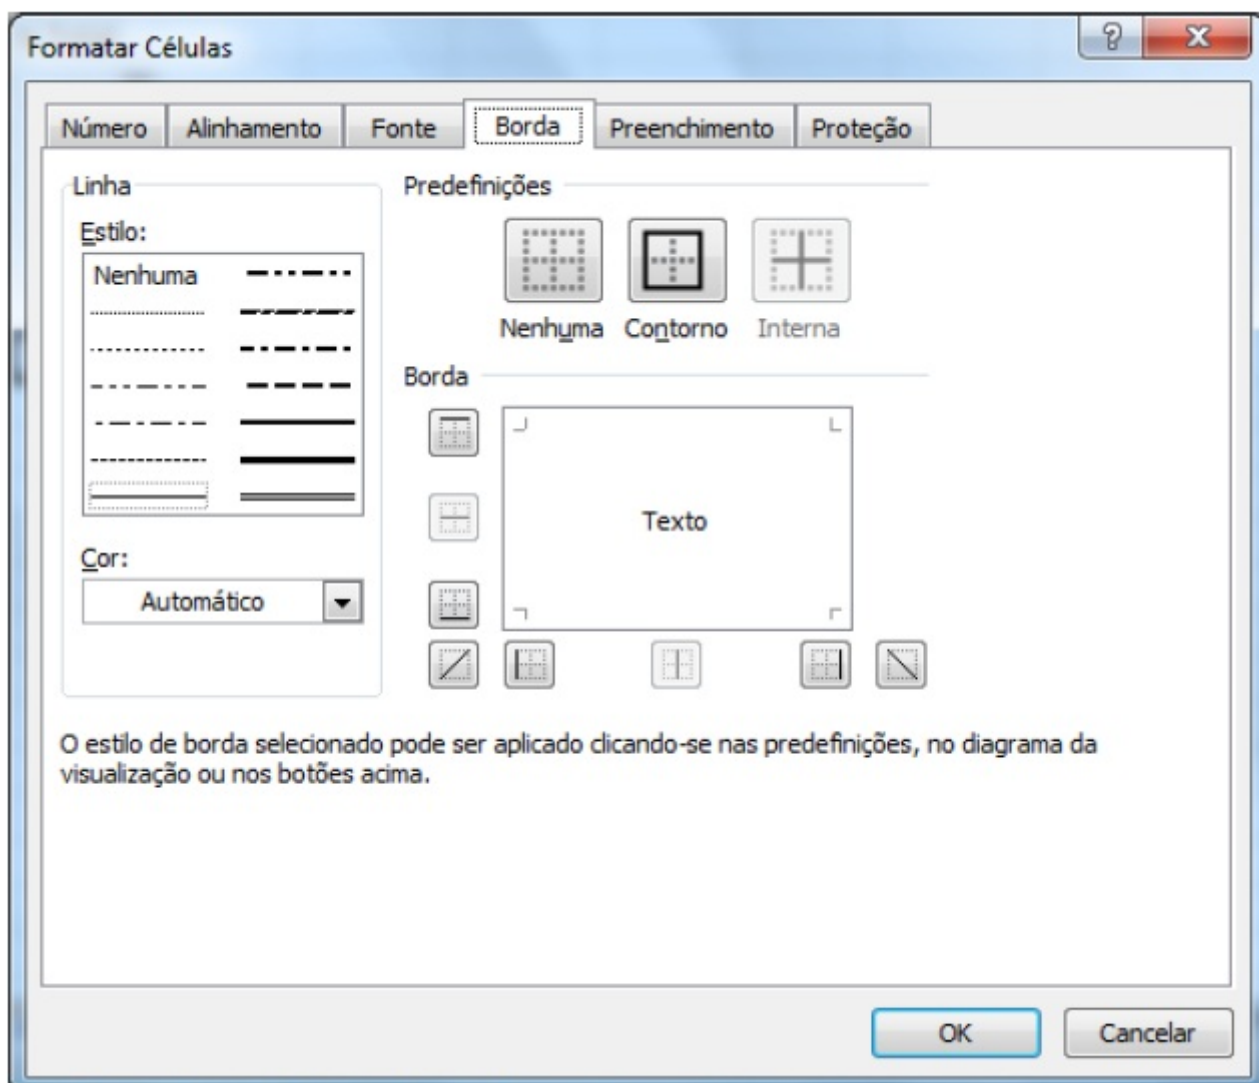 Formatar Células
Número Alinhamento Fonte Borda Preenchimento Proteção
Linha
Estilo:
Nenhuma
Cor:
Automático
Predefinições
Nenhuma Contorno Interna
Borda
Texto
O estilo de borda selecionado pode ser aplicado clicando-se nas predefinições, no diagrama da
visualização ou nos botões acima.
OK Cancelar